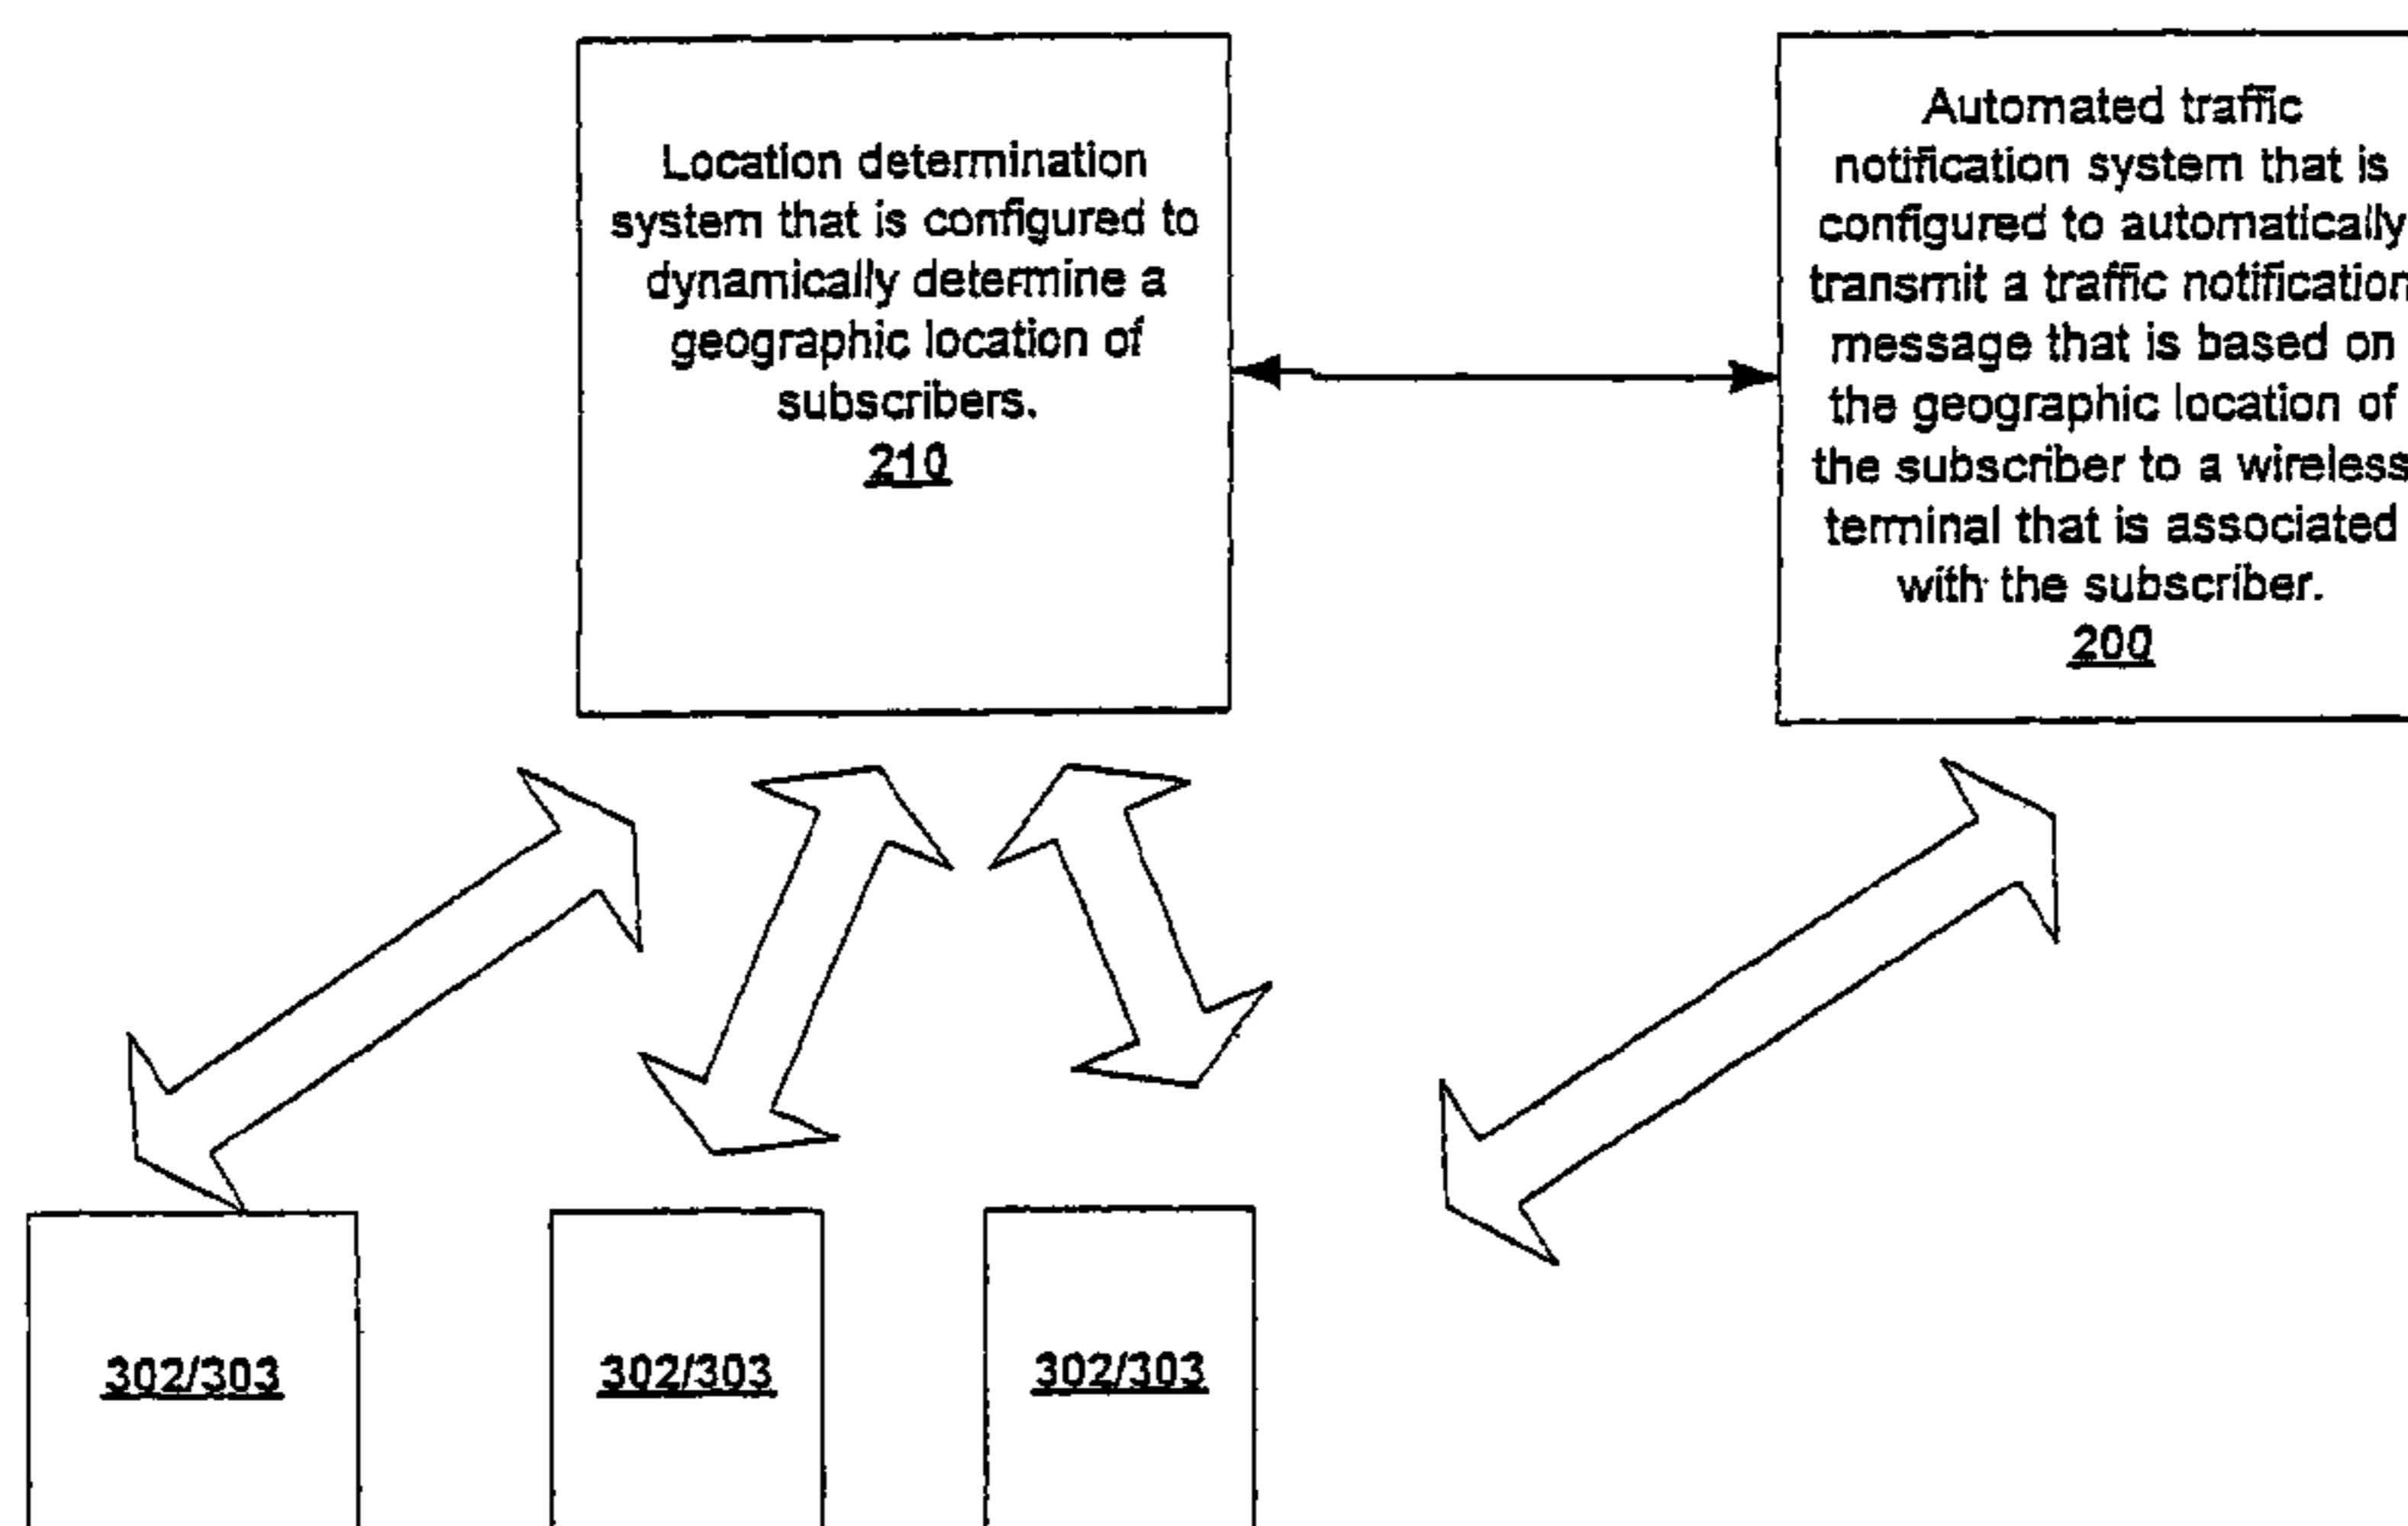 Location determination
system that is configured to
dynamically determine a
geographic location of
subscribers.
210
Automated traffic
notification system that is
configured to automatically
transmit a traffic notification
message that is based on
the geographic location of
the subscriber to a wireless
terminal that is associated
with the subscriber.
200
302/303
302/303
302/303